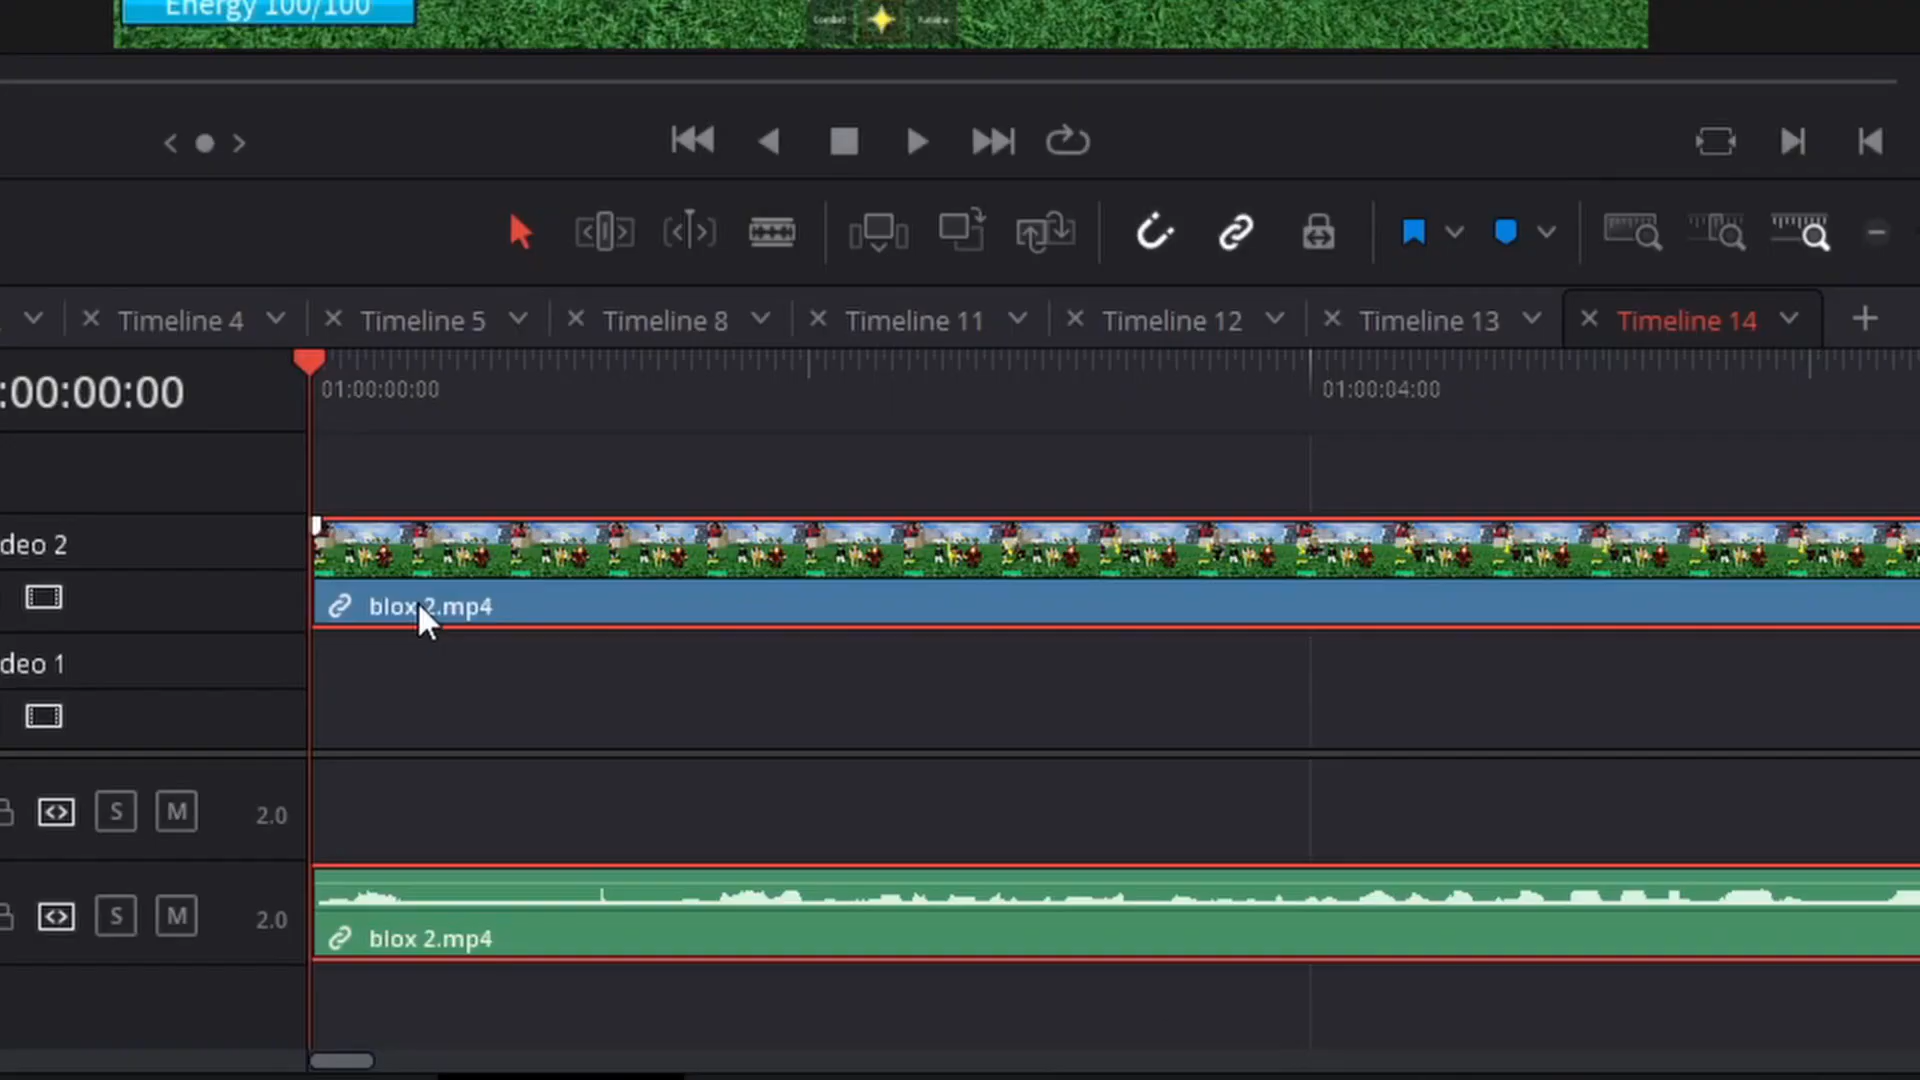 Energy 100/100
Timeline 4
Timeline 5
Timeline 8
Timeline 11
Timeline 12
Timeline 13
Timeline 14
:00:00:00
01:00:00:00
01:00:04:00
deo 2
blox 2.mp4
deo 1
S M 2.0
S M 2.0
blox 2.mp4